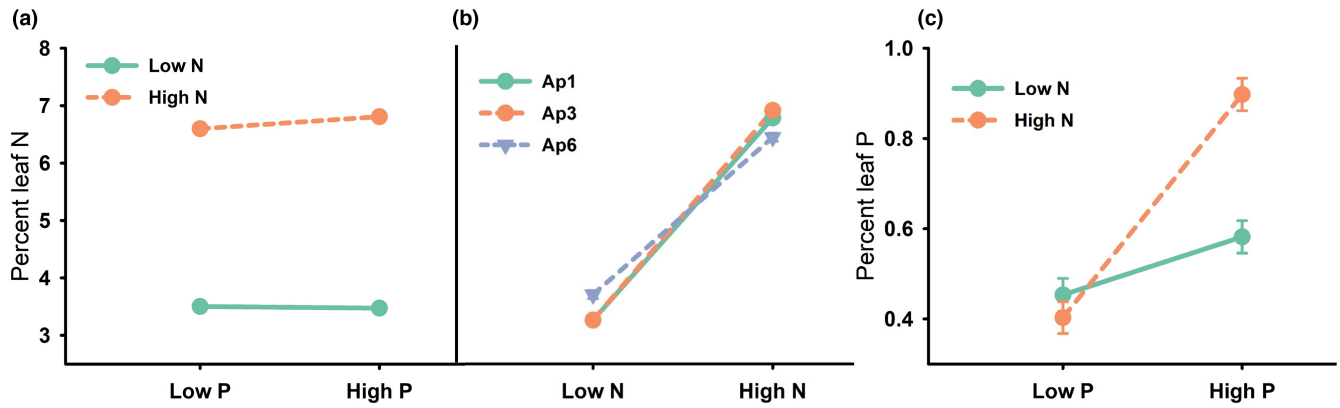 (a)
Percent leaf N
8
7
6
5
4
3
Low N
High N
Low P
High P
(b)
Ap1
Ap3
Ap6
Low N
High N
(c)
Percent leaf P
1.0
0.8
0.6
0.4
Low N
High N
Low P
High P